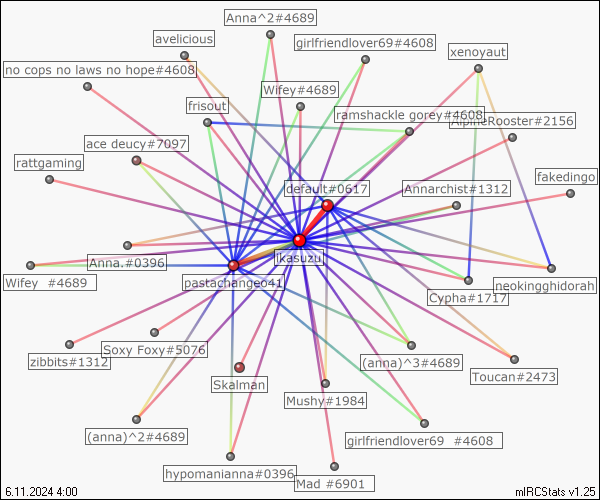 Anna^2#4689
avelicious
girlfriendlover69#4608
xenoyaut
no cops no laws no hope#4608
Wifey#4689
frisout
ramshackle gorey#4608
AlpineRooster#2156
ace deucy#7097
rattgaming
default#0617
Annarchist#1312
fakedingo
Anna.#0396
ikasuzu
Wifey  #4689
pastachangeo41
Cypha#1717
neokingghidorah
Soxy Foxy#5076
zibbits#1312
(anna)^3#4689
Toucan#2473
Skalman
Mushy#1984
(anna)^2#4689
girlfriendlover69  #4608
hypomanianna#0396
Mad  #6901
6.11.2024 4:00
mIRCStats v1.25